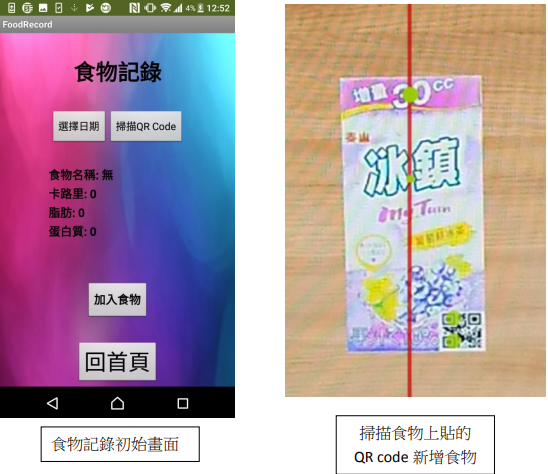 4% 12:52
FoodRecord
食物記錄
選擇日期 掃描QR Code
食物名稱: 無
卡路里: 0
脂肪: 0
蛋白質: 0
加入食物
回首頁
食物記錄初始畫面
增量 30cc
泰山
冰鎮
My Tea
掃描食物上貼的
QR code 新增食物